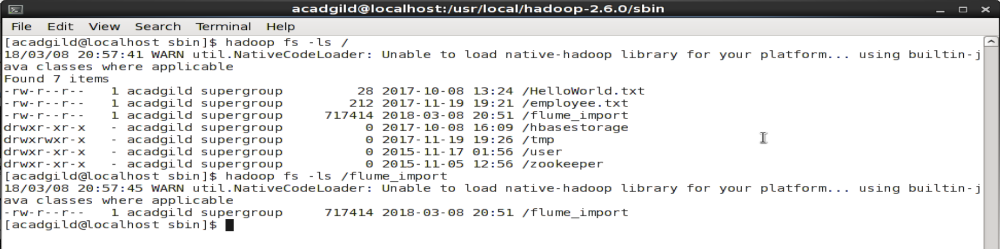 acadgild@localhost:/usr/local/hadoop-2.6.0/sbin
File Edit View Search Terminal Help
[acadgild@localhost sbin]$ hadoop fs -ls /
18/03/08 20:57:41 WARN util.NativeCodeLoader: Unable to load native-hadoop library for your platform... using builtin-j
ava classes where applicable
Found 7 items
-rw-r--r--   1 acadgild supergroup         28 2017-10-08 13:24 /HelloWorld.txt
-rw-r--r--   1 acadgild supergroup        212 2017-11-19 19:21 /employee.txt
-rw-r--r--   1 acadgild supergroup     717414 2018-03-08 20:51 /flume_import
drwxr-xr-x   - acadgild supergroup          0 2017-10-08 16:09 /hbasestorage
drwxrwxr-x   - acadgild supergroup          0 2017-11-19 19:26 /tmp
drwxr-xr-x   - acadgild supergroup          0 2015-11-17 01:56 /user
drwxr-xr-x   - acadgild supergroup          0 2015-11-05 12:56 /zookeeper
[acadgild@localhost sbin]$ hadoop fs -ls /flume_import
18/03/08 20:57:45 WARN util.NativeCodeLoader: Unable to load native-hadoop library for your platform... using builtin-j
ava classes where applicable
-rw-r--r--   1 acadgild supergroup     717414 2018-03-08 20:51 /flume_import
[acadgild@localhost sbin]$